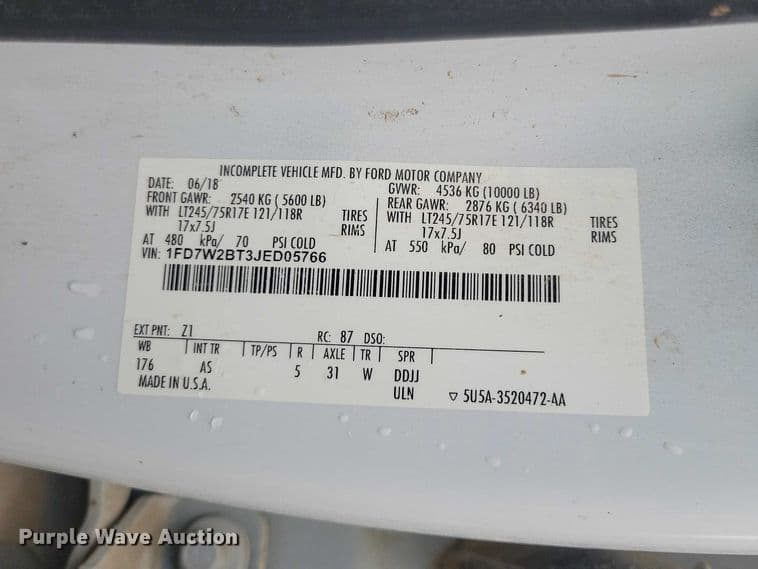 INCOMPLETE VEHICLE MFD. BY FORD MOTOR COMPANY
DATE: 06/18 GVWR: 4536 KG (10000 LB)
FRONT GAWR: 2540 KG ( 5600 LB) REAR GAWR: 2876 KG ( 6340 LB)
WITH LT245/75R17E 121/118R TIRES WITH LT245/75R17E 121/118R TIRES
17x7.5J RIMS 17x7.5J RIMS
AT 480 kPa/ 70 PSI COLD AT 550 kPa/ 80 PSI COLD
VIN: 1FD7W2BT3JED05766
EXT PNT: Z1 RC: 87 DSO:
WB INT TR TP/PS R AXLE TR SPR
176 AS 5 31 W DDJJ
MADE IN U.S.A. ULN ▽ 5U5A-3520472-AA
Purple Wave Auction®